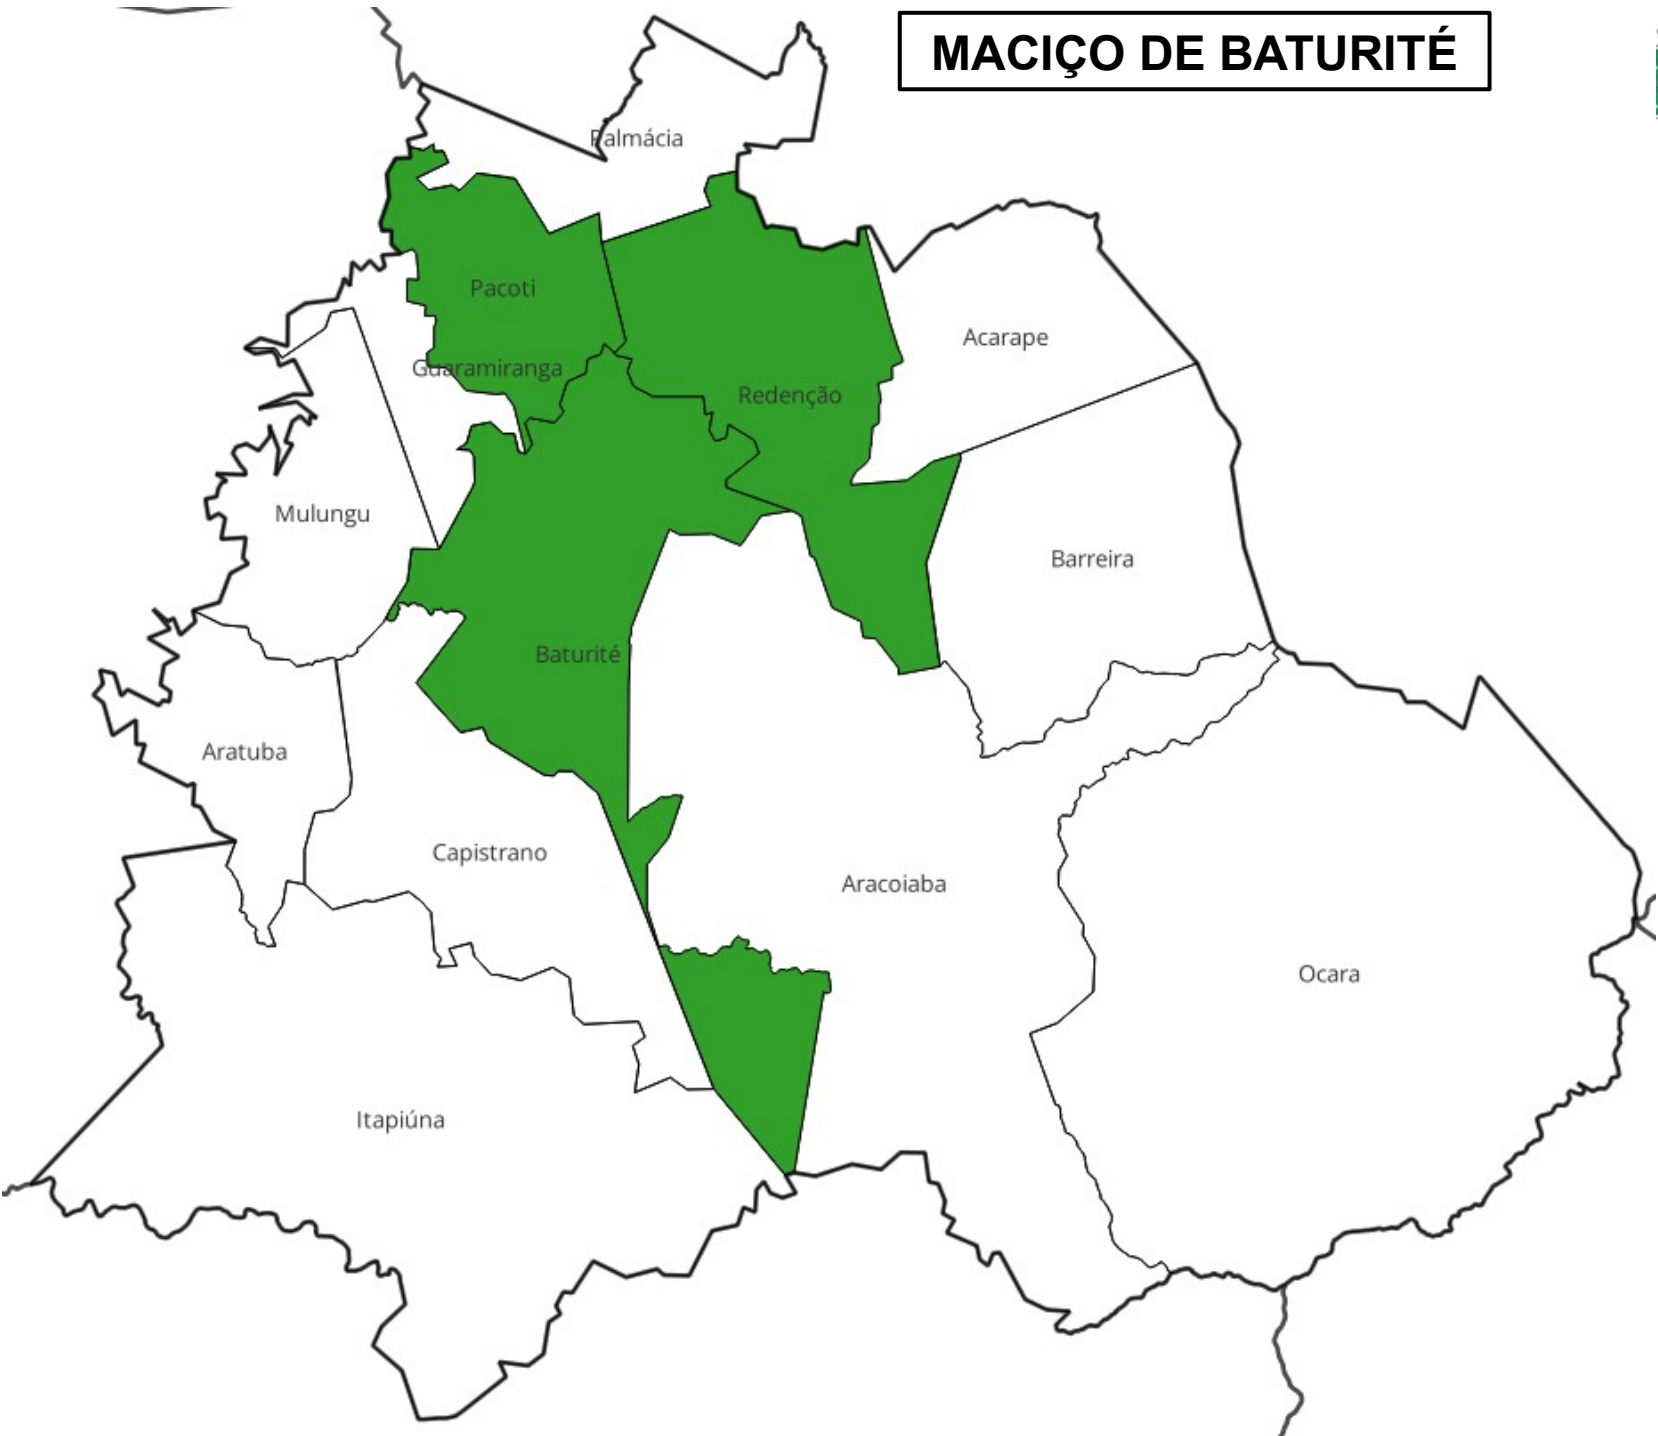 MACIÇO DE BATURITÉ
Palmácia
Pacoti
Acarape
Guaramiranga
Redenção
Mulungu
Barreira
Baturité
Aratuba
Capistrano
Aracoiaba
Ocara
Itapiúna